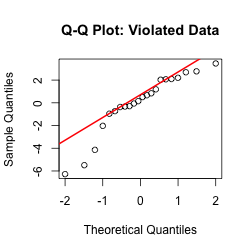 Q-Q Plot: Violated Data
Sample Quantiles
2
0
-2
-4
-6
-2 -1 0 1 2
Theoretical Quantiles